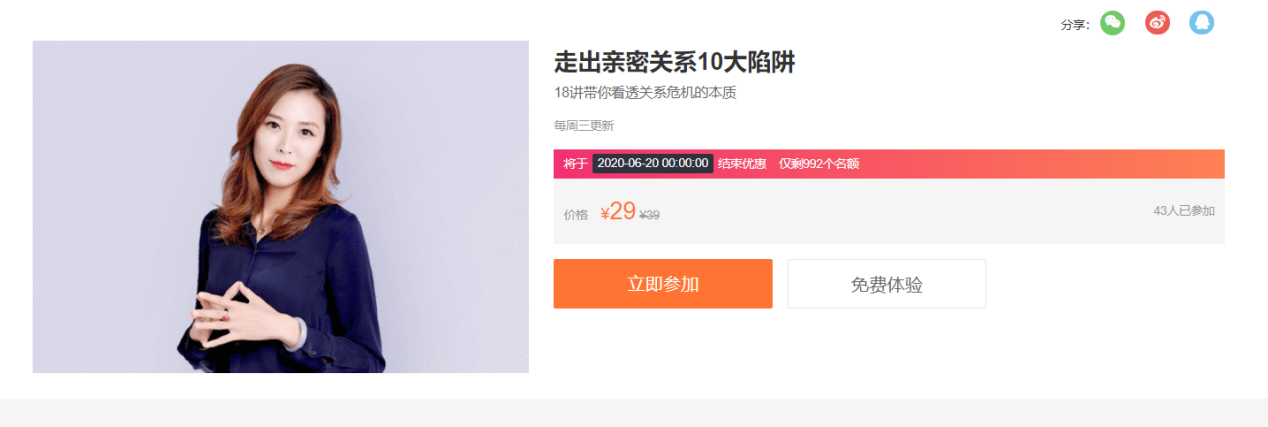 分享：
走出亲密关系10大陷阱
18讲带你看透关系危机的本质
每周三更新
将于 2020-06-20 00:00:00 结束优惠 仅剩992个名额
价格 ¥29 ¥39 43人已参加
立即参加 免费体验